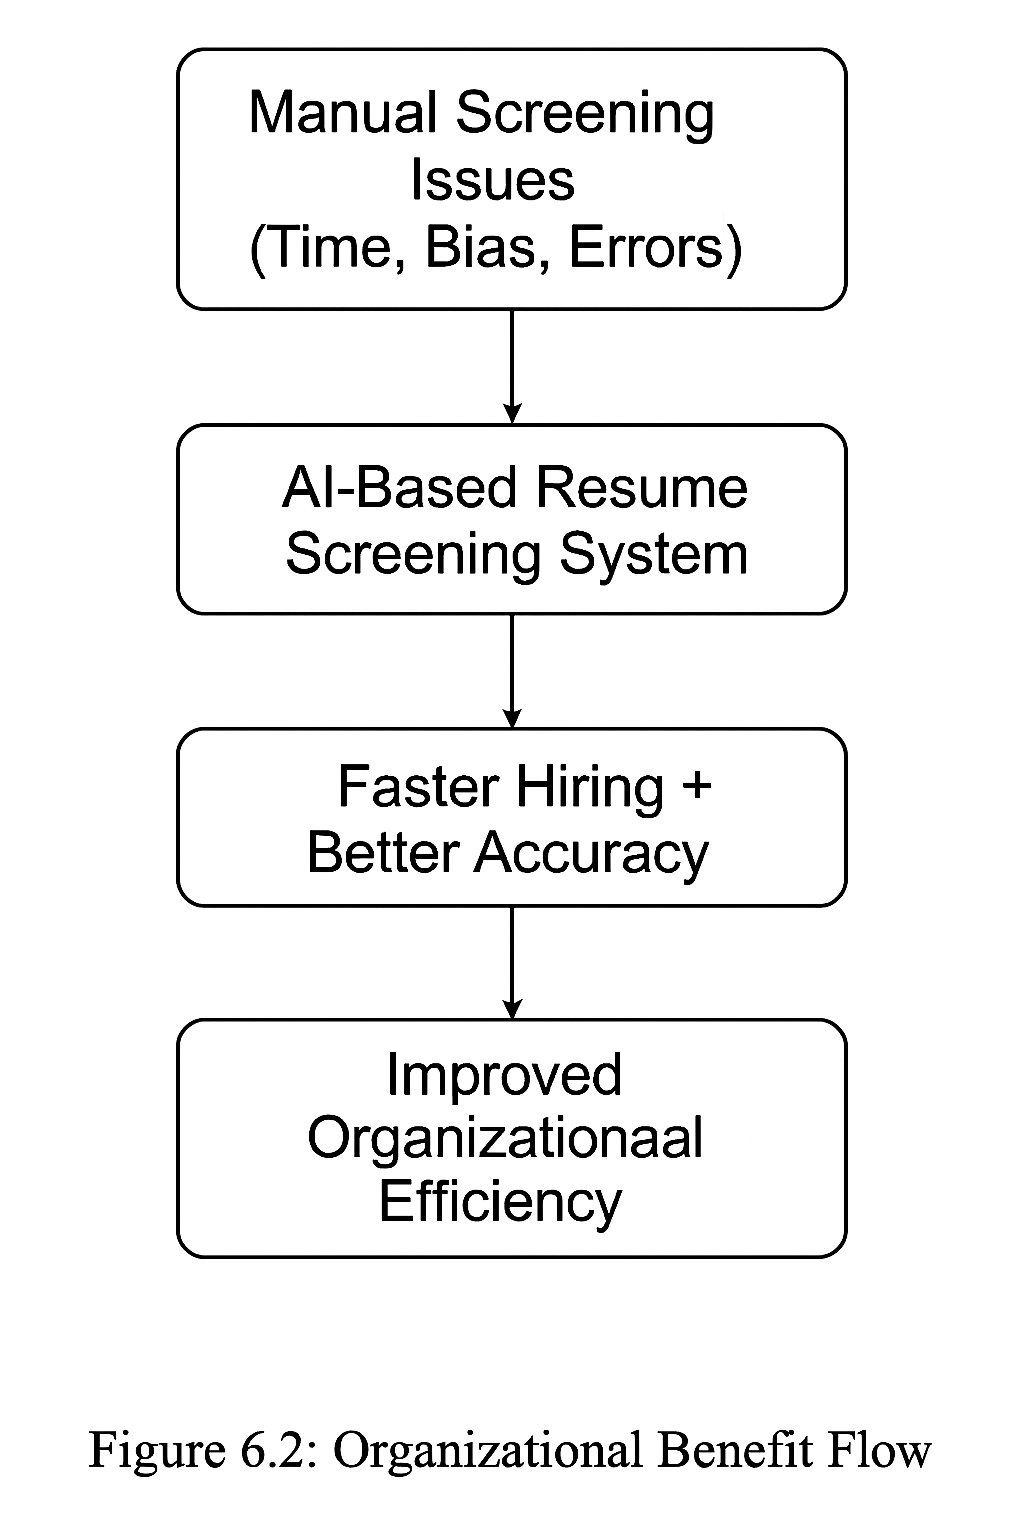 Manual Screening
Issues
(Time, Bias, Errors)
AI-Based Resume
Screening System
Faster Hiring +
Better Accuracy
Improved
Organizationaal
Efficiency
Figure 6.2: Organizational Benefit Flow